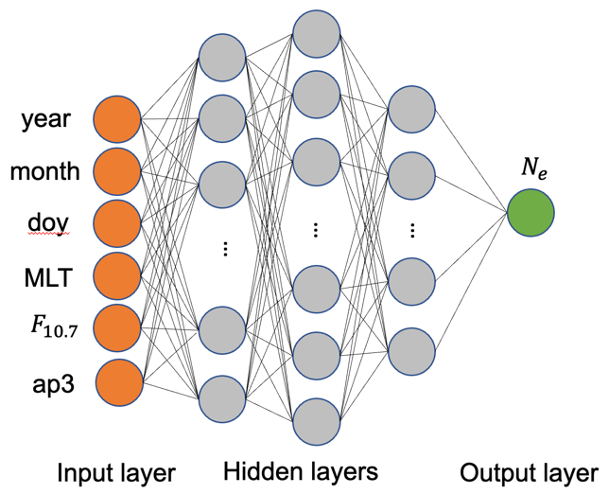 year
month
doy
MLT
F10.7
ap3
⋮
⋮
⋮
Ne
Input layer
Hidden layers
Output layer